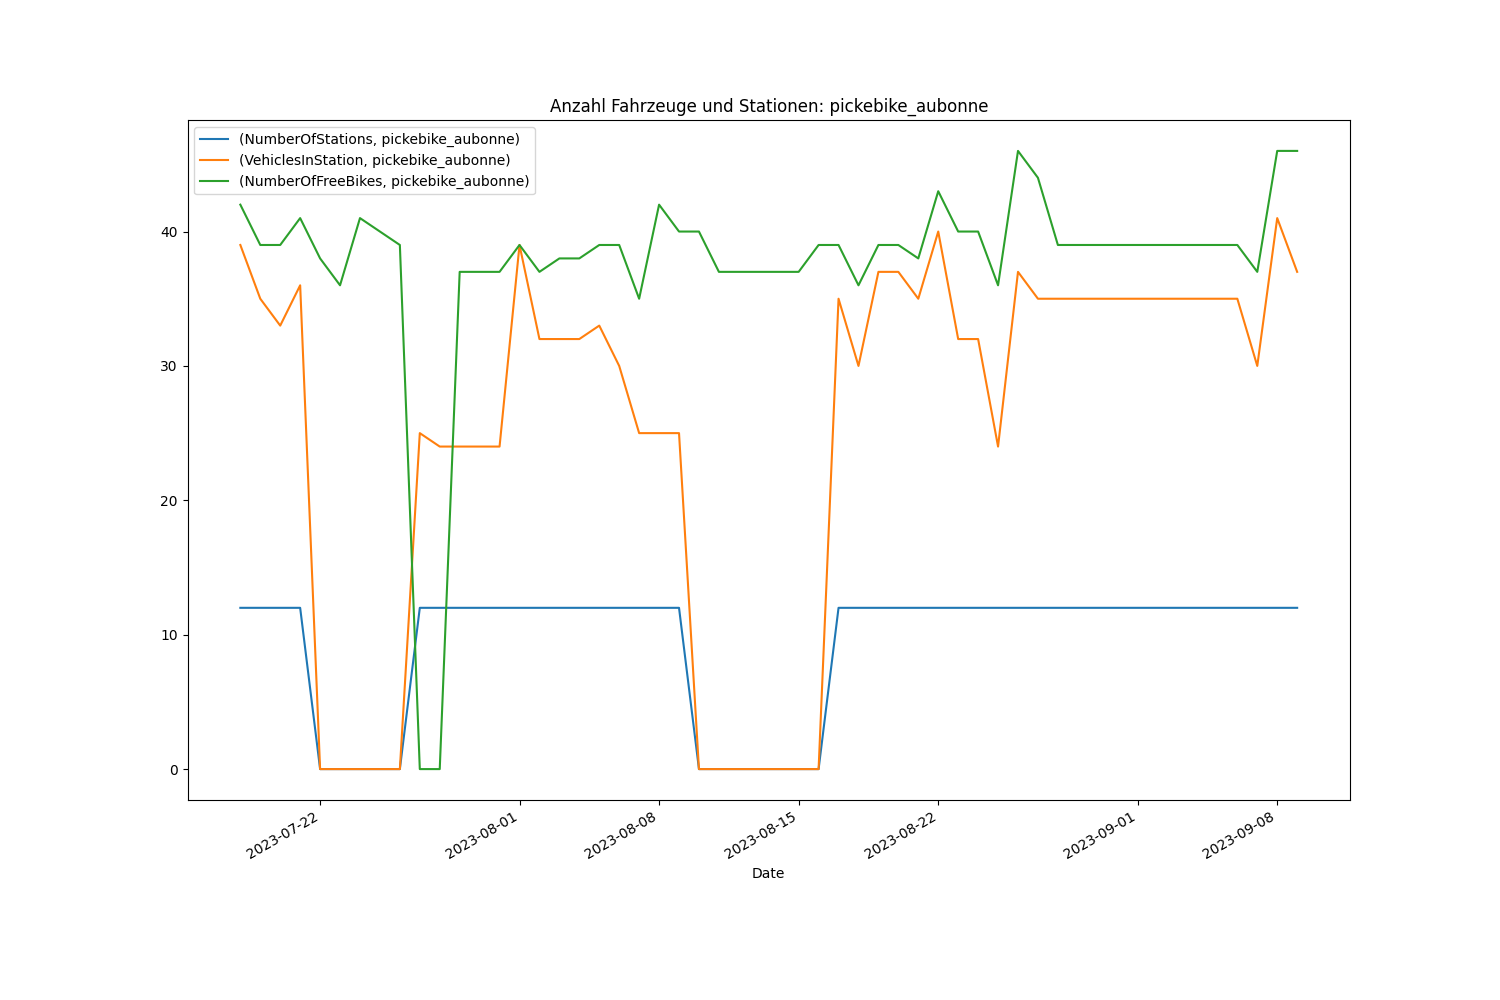 Anzahl Fahrzeuge und Stationen: pickebike_aubonne
(NumberOfStations, pickebike_aubonne)
(VehiclesInStation, pickebike_aubonne)
(NumberOfFreeBikes, pickebike_aubonne)
40
30
20
10
0
2023-07-22
2023-08-01
2023-08-08
2023-08-15
2023-08-22
2023-09-01
2023-09-08
Date